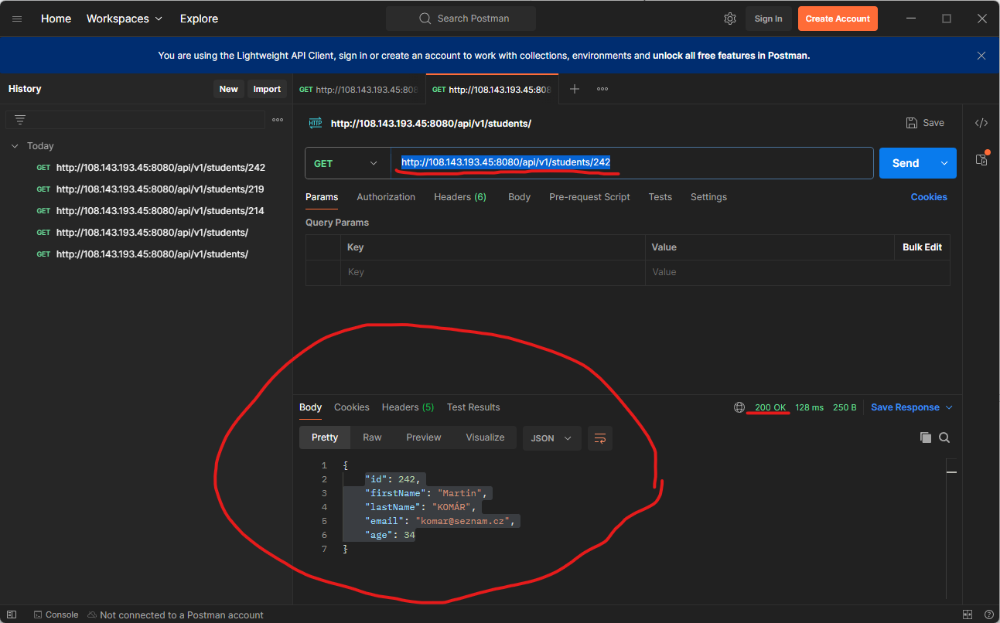 Home Workspaces Explore Search Postman Sign In Create Account
You are using the Lightweight API Client, sign in or create an account to work with collections, environments and unlock all free features in Postman.
History New Import
GET http://108.143.193.45:808 GET http://108.143.193.45:808
HTTP http://108.143.193.45:8080/api/v1/students/ Save
Today
GET http://108.143.193.45:8080/api/v1/students/242
GET http://108.143.193.45:8080/api/v1/students/219
GET http://108.143.193.45:8080/api/v1/students/214
GET http://108.143.193.45:8080/api/v1/students/
GET http://108.143.193.45:8080/api/v1/students/
GET http://108.143.193.45:8080/api/v1/students/242 Send
Params Authorization Headers (6) Body Pre-request Script Tests Settings Cookies
Query Params
Key Value Bulk Edit
Key Value
Body Cookies Headers (5) Test Results 200 OK 128 ms 250 B Save Response
Pretty Raw Preview Visualize JSON
1 {
2 "id": 242,
3 "firstName": "Martin",
4 "lastName": "KOMÁR",
5 "email": "komar@seznam.cz",
6 "age": 34
7 }
Console Not connected to a Postman account